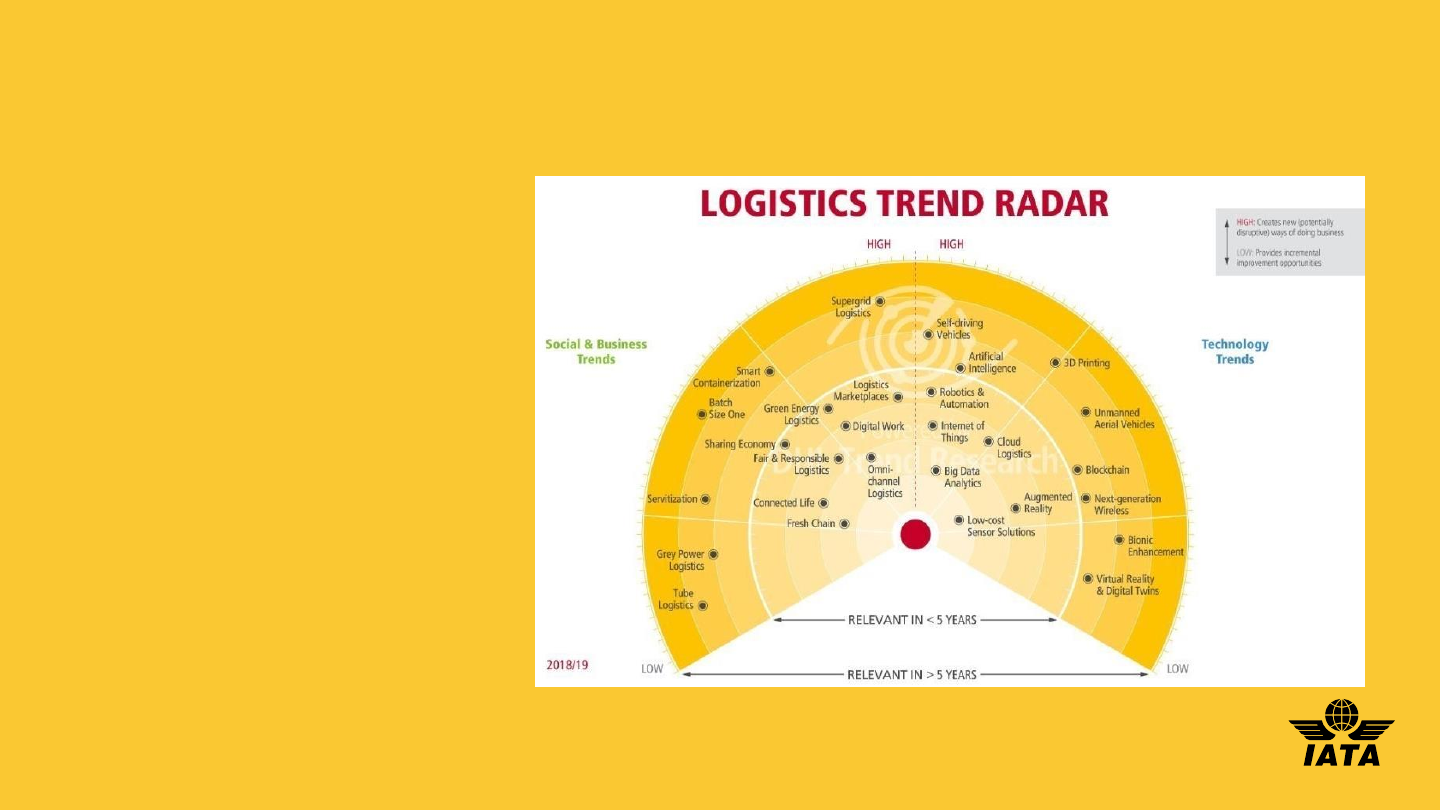 LOGISTICS TREND RADAR
HIGH: Creates new (potentially
disruptive) ways of doing business
LOW: Provides incremental
improvement opportunities
HIGH
HIGH
Social & Business
Trends
Technology
Trends
Supergrid
Logistics
Self-driving
Vehicles
Artificial
Intelligence
3D Printing
Smart
Containerization
Logistics
Marketplaces
Robotics &
Automation
Batch
Size One
Green Energy
Logistics
Unmanned
Aerial Vehicles
Digital Work
Internet of
Things
Sharing Economy
Cloud
Logistics
Fair & Responsible
Logistics
Omni-
channel
Logistics
Big Data
Analytics
Blockchain
Servitization
Connected Life
Augmented
Reality
Next-generation
Wireless
Fresh Chain
Low-cost
Sensor Solutions
Grey Power
Logistics
Bionic
Enhancement
Tube
Logistics
Virtual Reality
& Digital Twins
RELEVANT IN < 5 YEARS
2018/19
LOW
RELEVANT IN > 5 YEARS
LOW
IATA